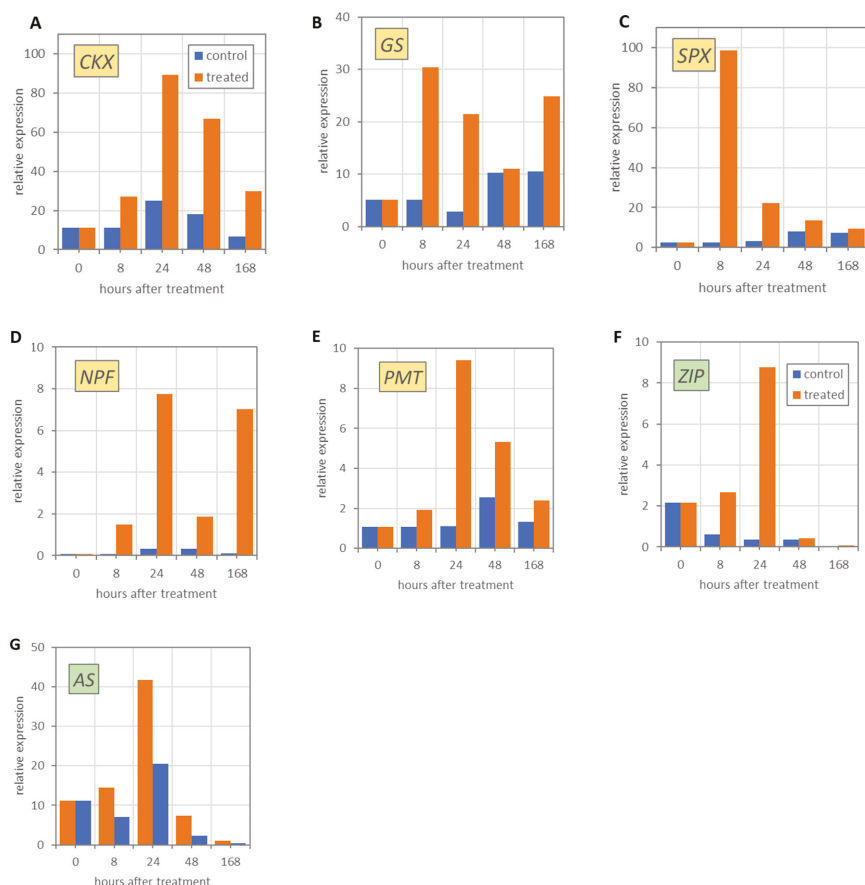 A
CKX
control
treated
100
80
60
40
20
0
relative expression
0 8 24 48 168
hours after treatment
B
GS
40
30
20
10
0
relative expression
0 8 24 48 168
hours after treatment
C
SPX
100
80
60
40
20
0
relative expression
0 8 24 48 168
hours after treatment
D
NPF
10
8
6
4
2
0
relative expression
0 8 24 48 168
hours after treatment
E
PMT
10
8
6
4
2
0
relative expression
0 8 24 48 168
hours after treatment
F
ZIP
control
treated
10
8
6
4
2
0
relative expression
0 8 24 48 168
hours after treatment
G
AS
50
40
30
20
10
0
relative expression
0 8 24 48 168
hours after treatment